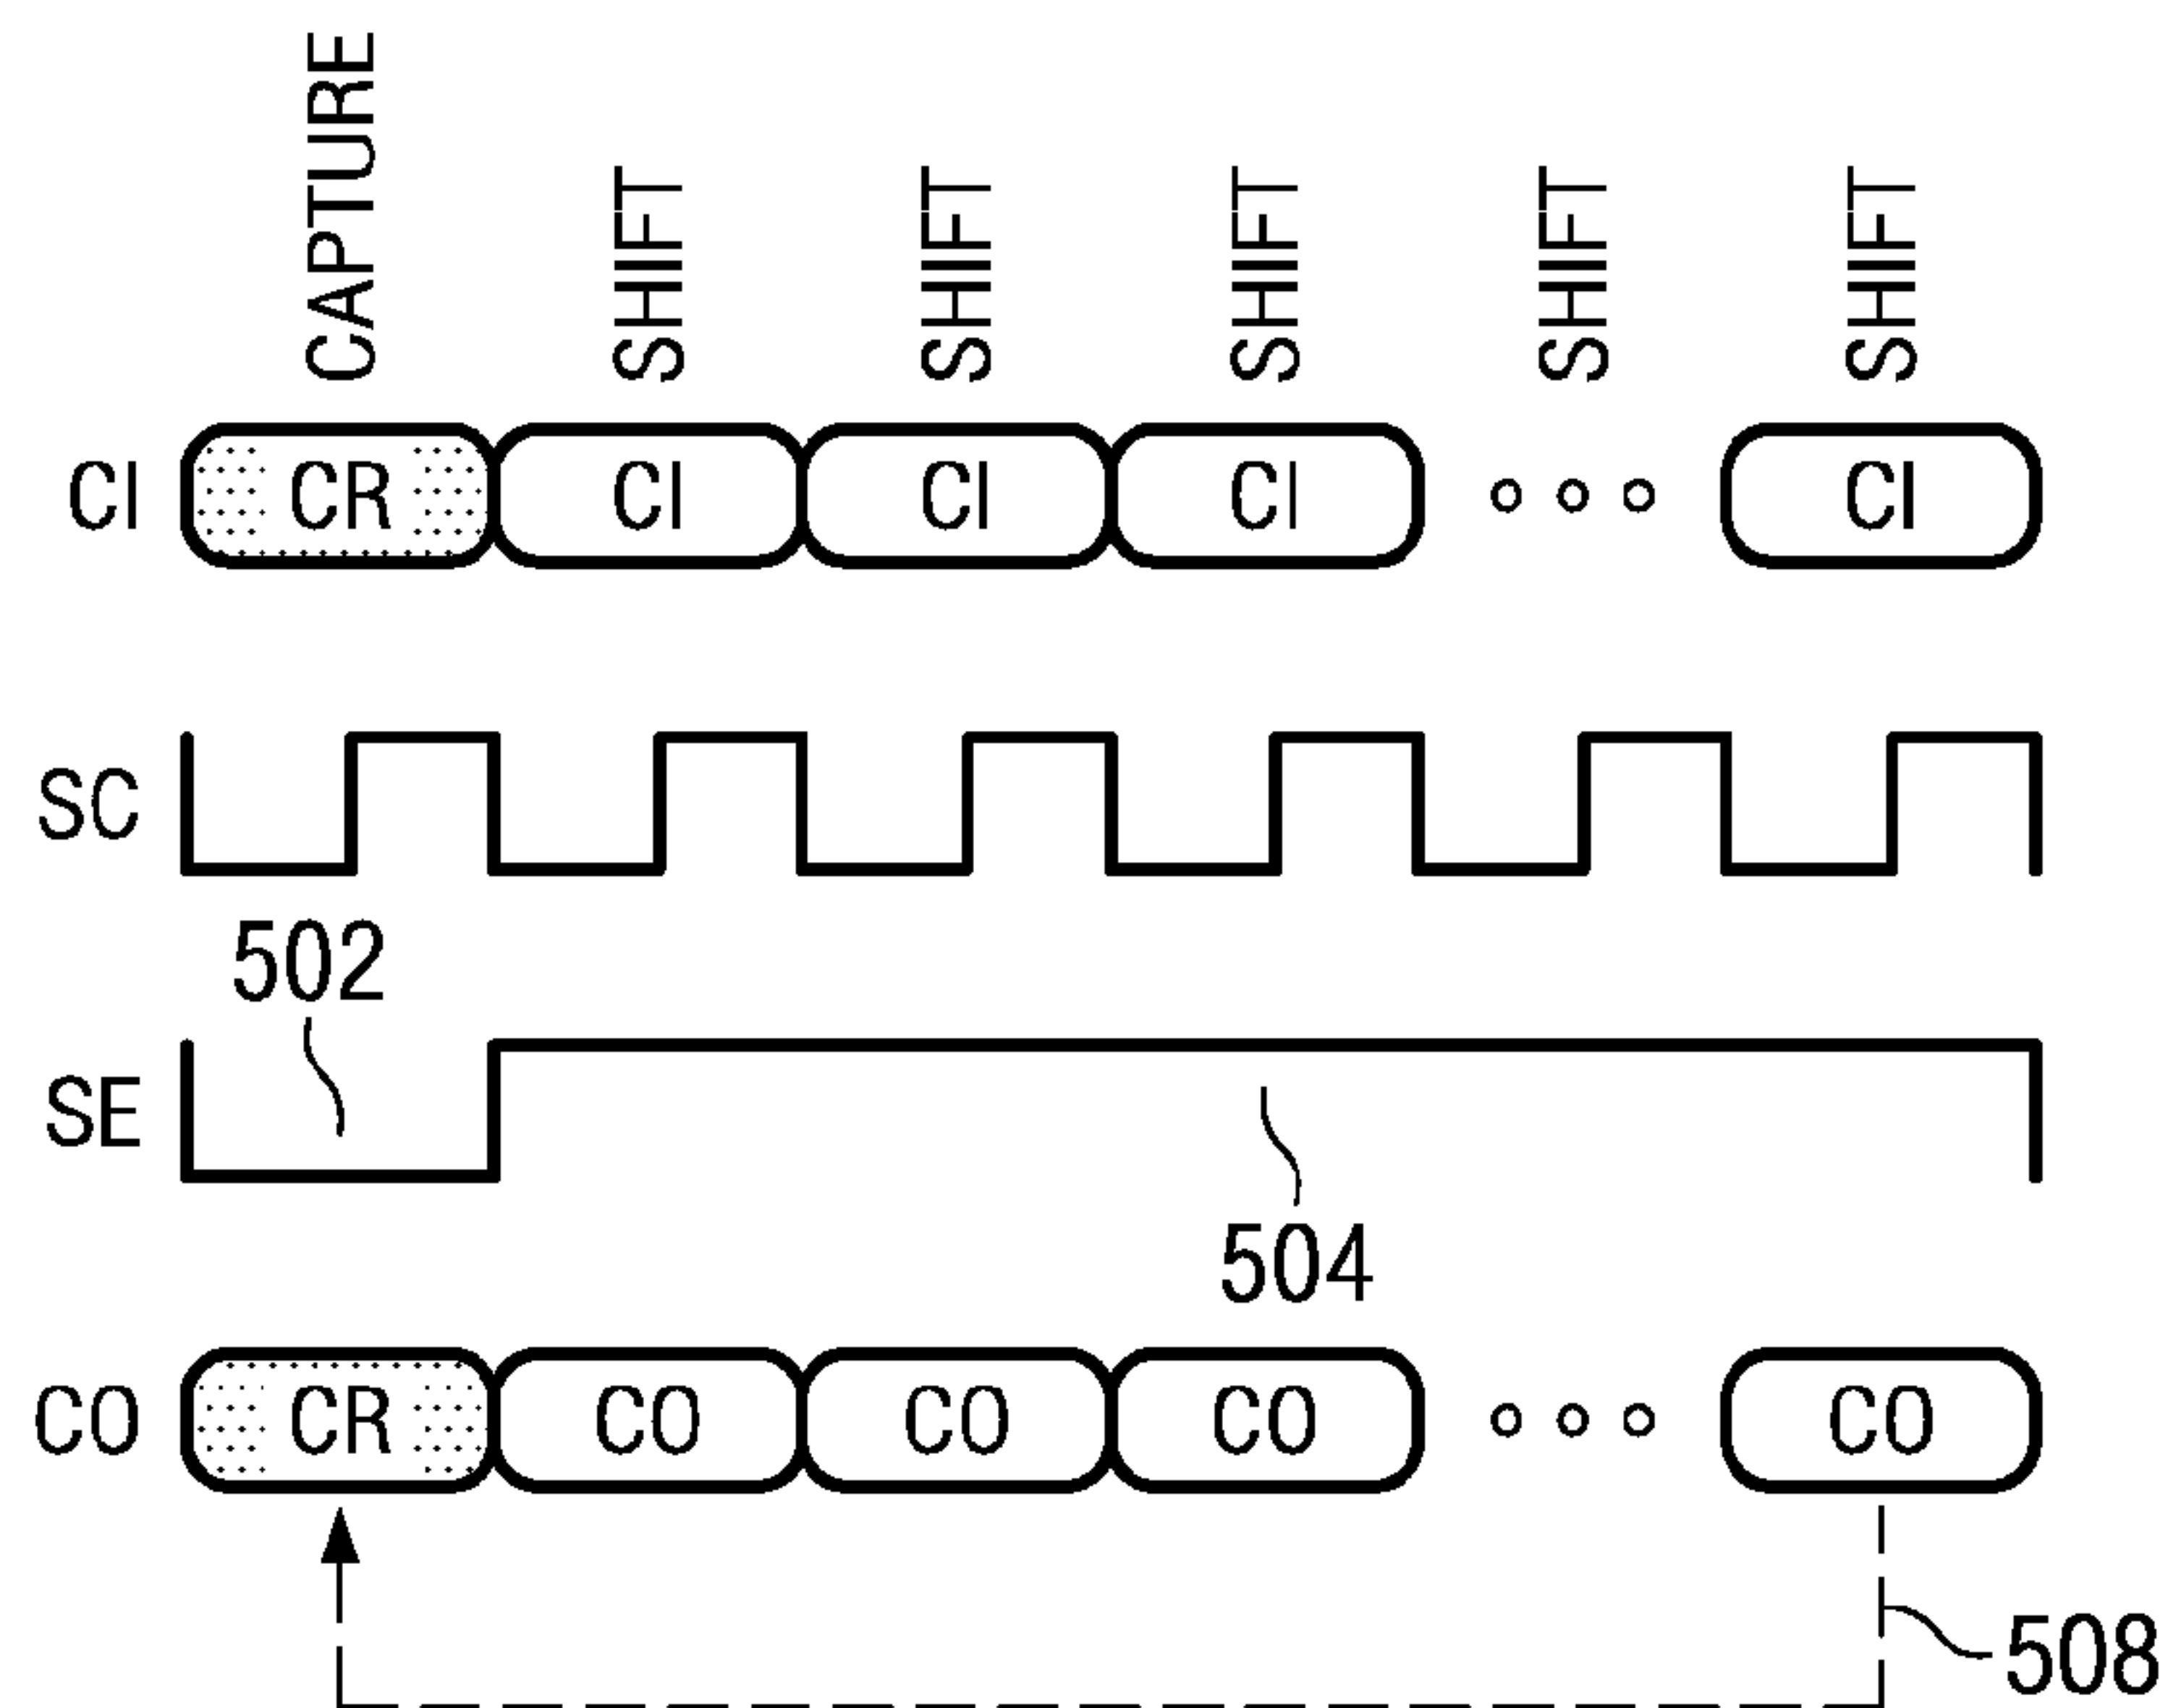 CAPTURE SHIFT SHIFT SHIFT SHIFT SHIFT
CI CR CI CI CI CI
SC
502
SE
504
CO CR CO CO CO CO
508